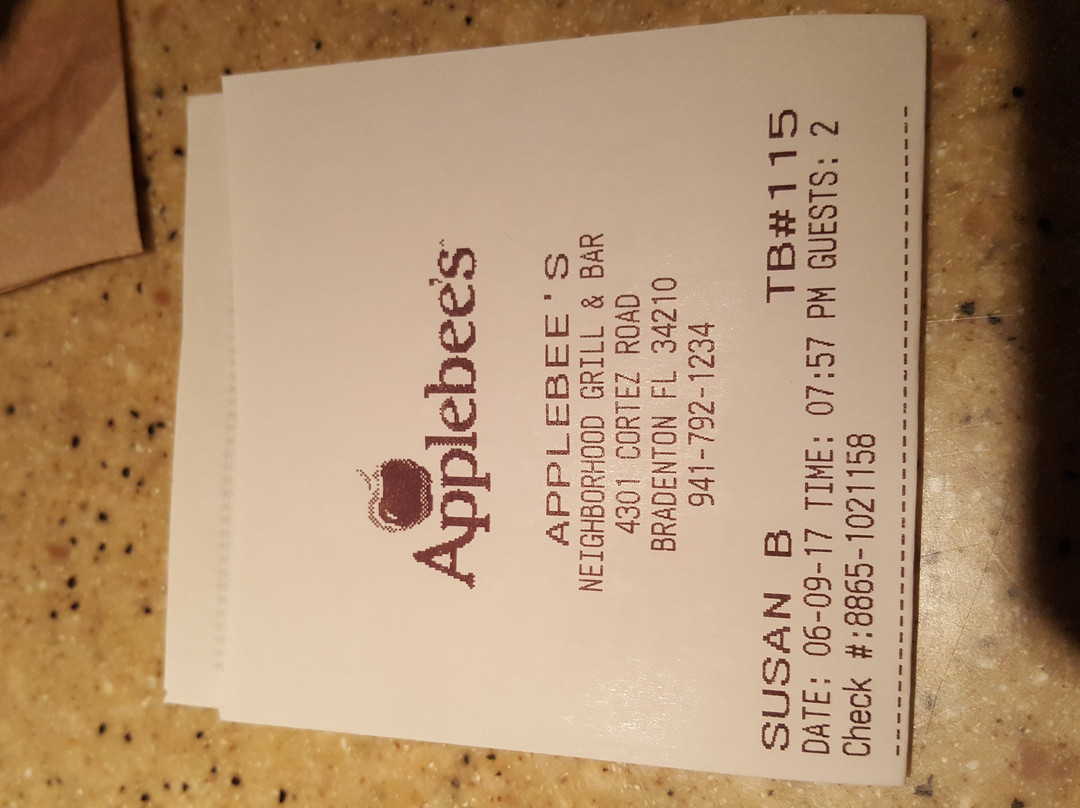 Applebee's™
APPLEBEE'S
NEIGHBORHOOD GRILL & BAR
4301 CORTEZ ROAD
BRADENTON FL 34210
941-792-1234
SUSAN B TB#115
DATE: 06-09-17 TIME: 07:57 PM GUESTS: 2
Check #:8865-1021158